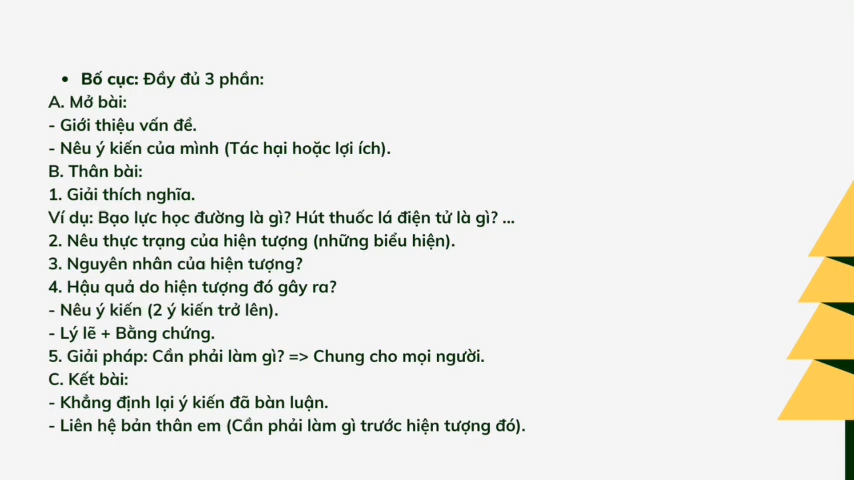 • Bố cục: Đầy đủ 3 phần:
A. Mở bài:
- Giới thiệu vấn đề.
- Nêu ý kiến của mình (Tác hại hoặc lợi ích).
B. Thân bài:
1. Giải thích nghĩa.
Ví dụ: Bạo lực học đường là gì? Hút thuốc lá điện tử là gì? ...
2. Nêu thực trạng của hiện tượng (những biểu hiện).
3. Nguyên nhân của hiện tượng?
4. Hậu quả do hiện tượng đó gây ra?
- Nêu ý kiến (2 ý kiến trở lên).
- Lý lẽ + Bằng chứng.
5. Giải pháp: Cần phải làm gì? => Chung cho mọi người.
C. Kết bài:
- Khẳng định lại ý kiến đã bàn luận.
- Liên hệ bản thân em (Cần phải làm gì trước hiện tượng đó).